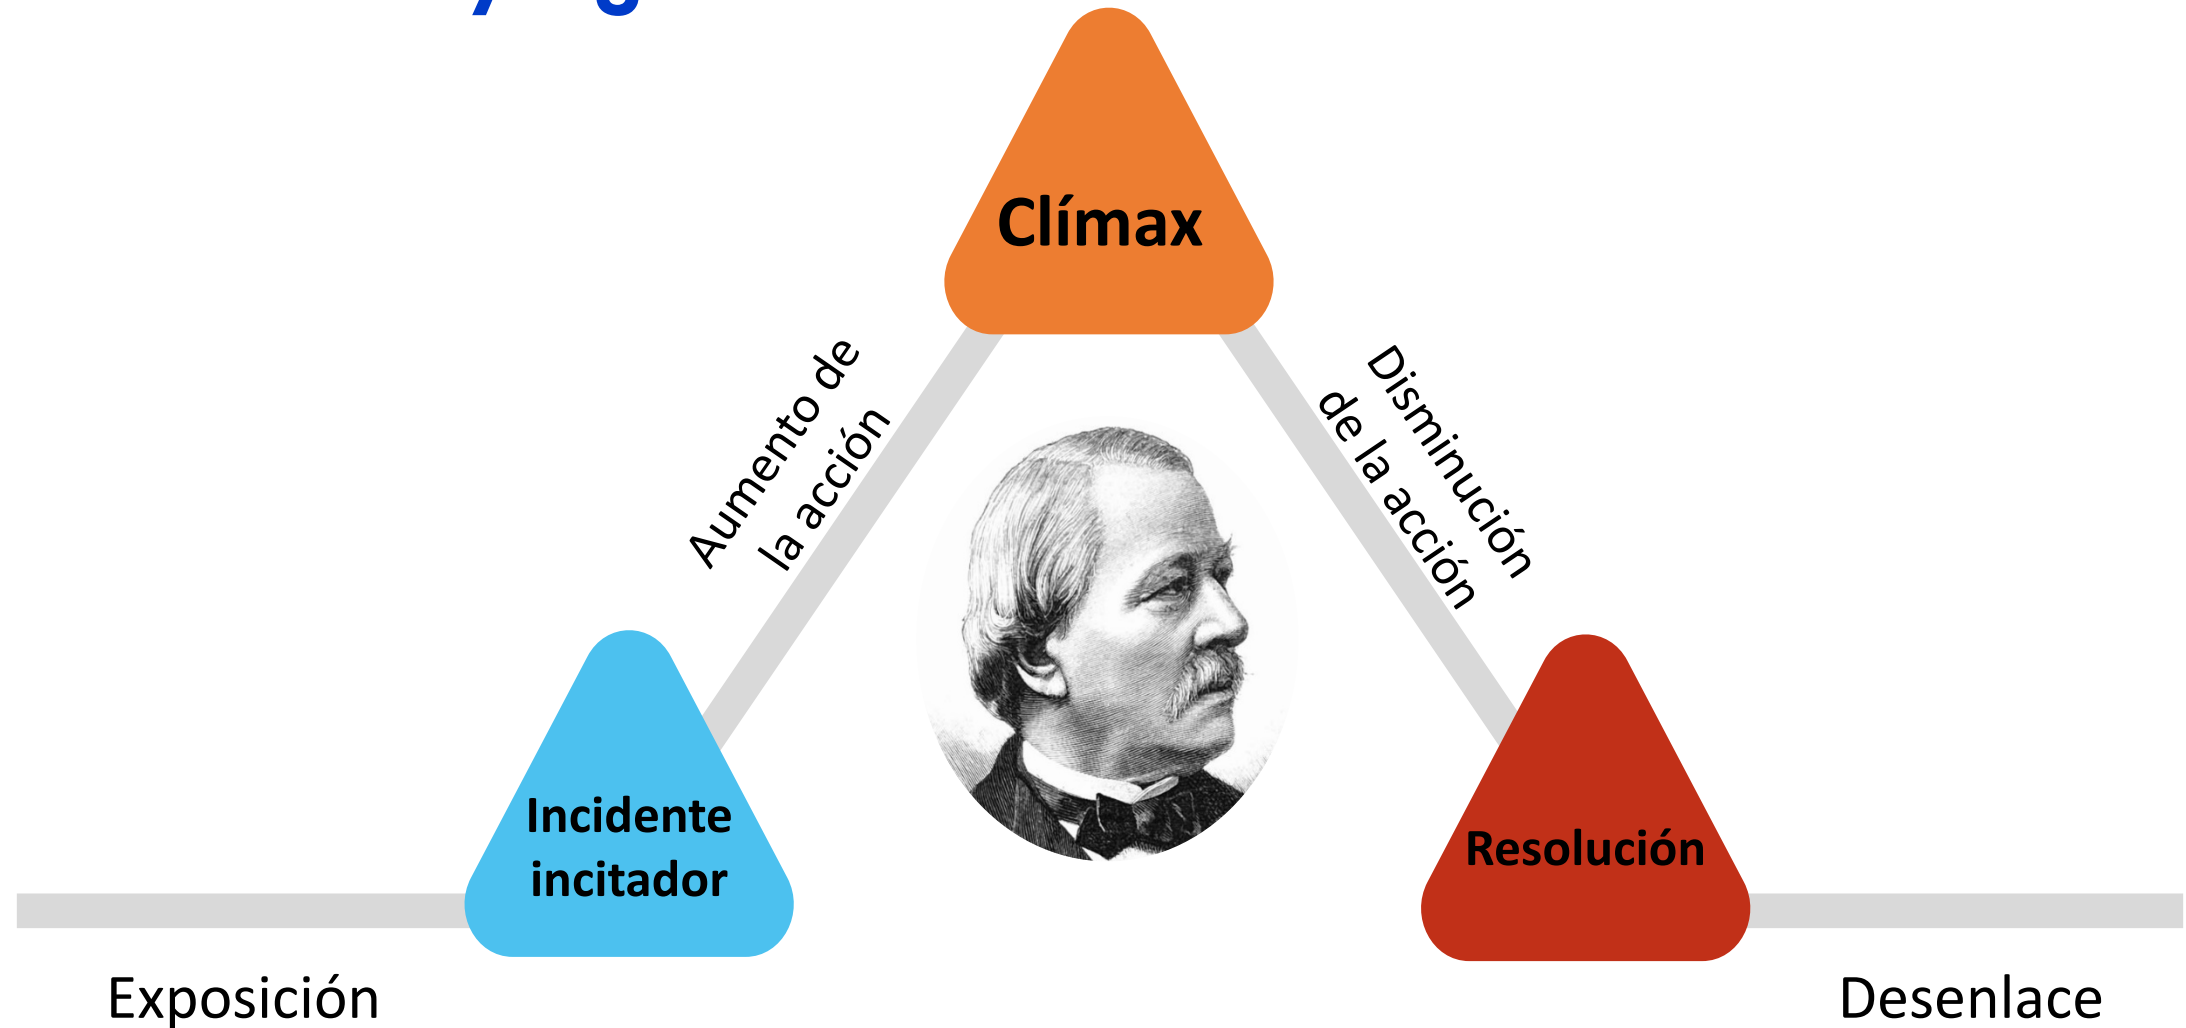 Clímax
Aumento de
la acción
Disminución
de la acción
Incidente
incitador
Resolución
Exposición
Desenlace